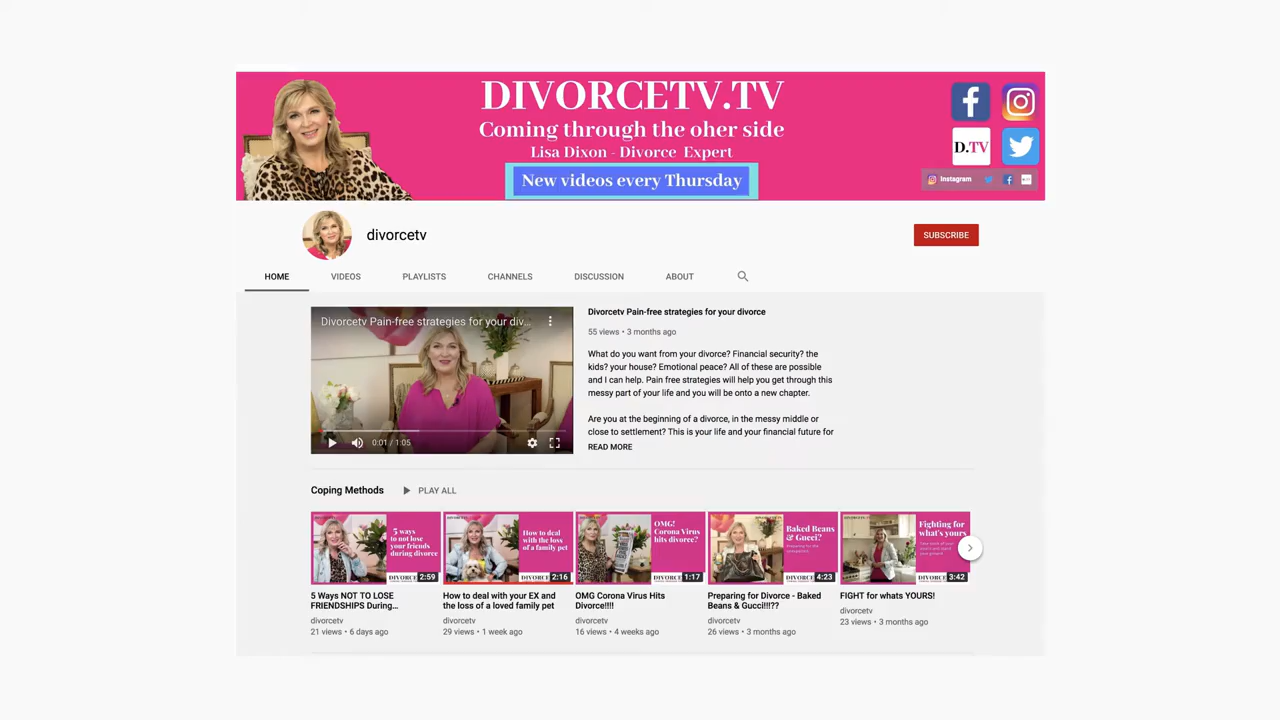 DIVORCETV.TV
Coming through the oher side
Lisa Dixon - Divorce Expert
New videos every Thursday
D.TV
Instagram
divorcetv
SUBSCRIBE
HOME
VIDEOS
PLAYLISTS
CHANNELS
DISCUSSION
ABOUT
Divorcetv Pain-free strategies for your div...
0:01 / 1:05
Divorcetv Pain-free strategies for your divorce
55 views • 3 months ago
What do you want from your divorce? Financial security? the
kids? your house? Emotional peace? All of these are possible
and I can help. Pain free strategies will help you get through this
messy part of your life and you will be onto a new chapter.
Are you at the beginning of a divorce, in the messy middle or
close to settlement? This is your life and your financial future for
READ MORE
Coping Methods
PLAY ALL
5 ways
to not lose
your friends
during divorce
DIVORCE
2:59
How to deal
with the loss
of a family pet
DIVORCE
2:16
OMG!
Corona Virus
hits divorce?
1:17
Baked Beans
& Gucci?
DIVORCE
4:23
Fighting for
what's yours
3:42
5 Ways NOT TO LOSE
FRIENDSHIPS During...
divorcetv
21 views • 6 days ago
How to deal with your EX and
the loss of a loved family pet
divorcetv
29 views • 1 week ago
OMG Corona Virus Hits
Divorce!!!!
divorcetv
16 views • 4 weeks ago
Preparing for Divorce - Baked
Beans & Gucci!!!??
divorcetv
26 views • 3 months ago
FIGHT for whats YOURS!
divorcetv
23 views • 3 months ago